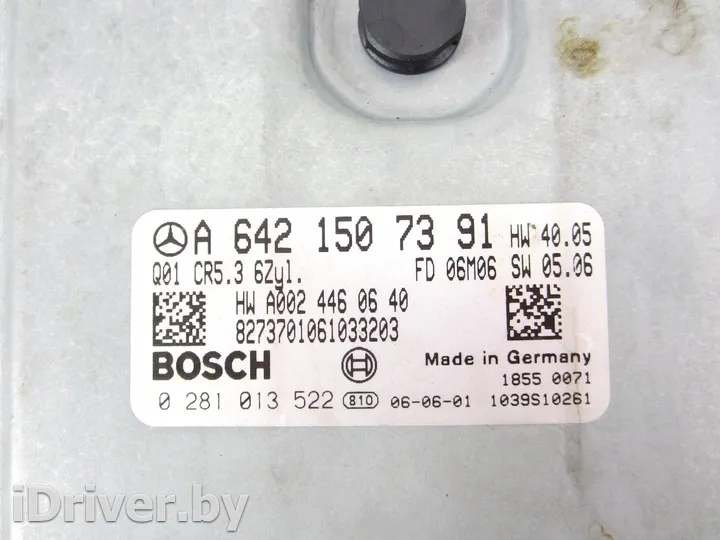 A 642 150 73 91 HW 40.05
Q01 CR5.3 6Zyl. FD 06M06 SW 05.06
HW A002 446 06 40
8273701061033203
BOSCH Made in Germany
1855 0071
0 281 013 522 810 06-06-01 1039S10261
iDriver.by